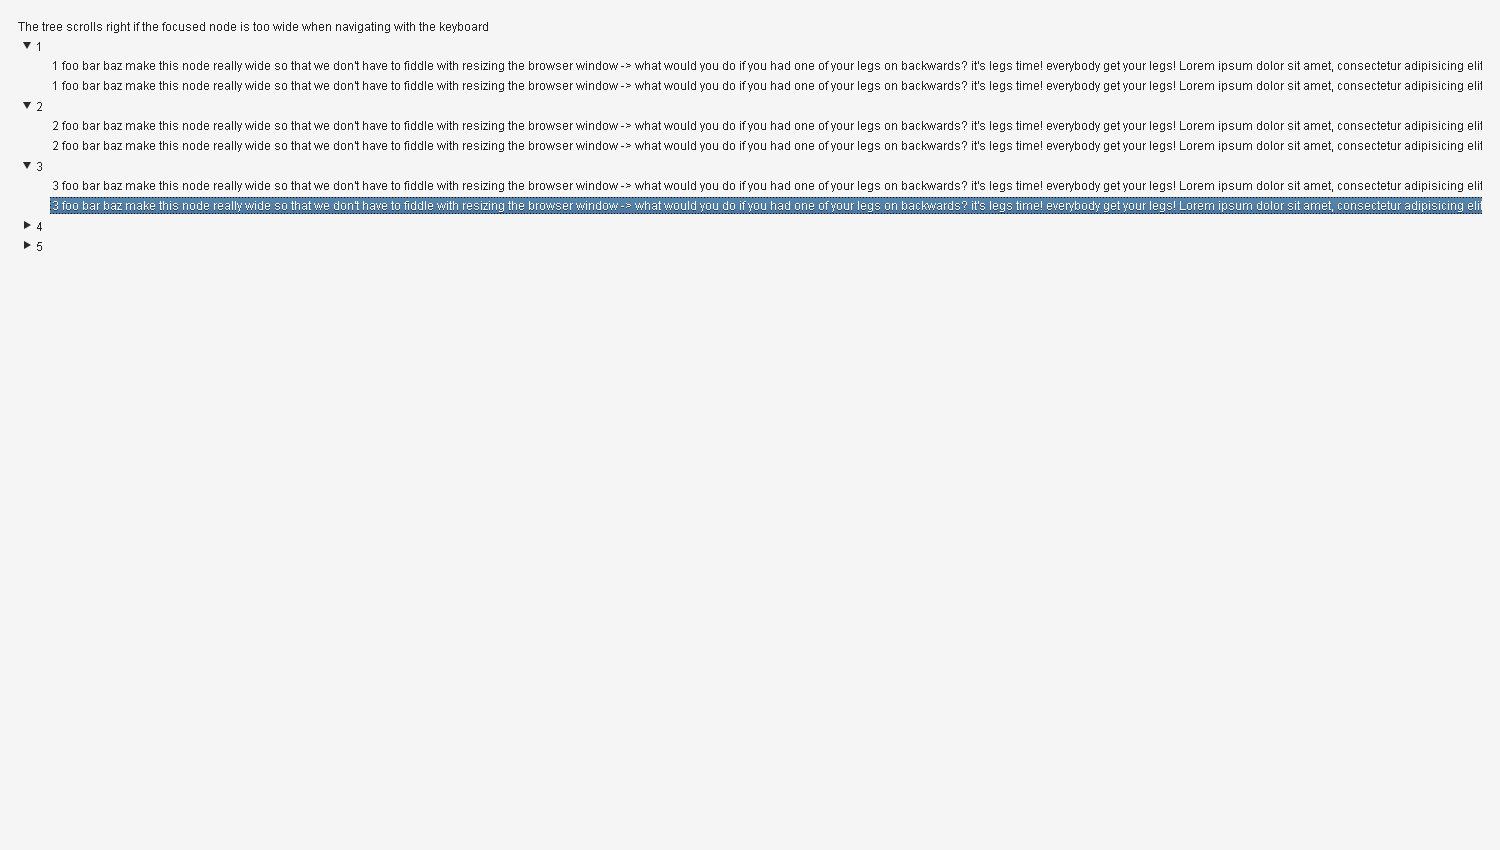 The tree scrolls right if the focused node is too wide when navigating with the keyboard
1
1 foo bar baz make this node really wide so that we don't have to fiddle with resizing the browser window -> what would you do if you had one of your legs on backwards? it's legs time! everybody get your legs! Lorem ipsum dolor sit amet, consectetur adipisicing elit
1 foo bar baz make this node really wide so that we don't have to fiddle with resizing the browser window -> what would you do if you had one of your legs on backwards? it's legs time! everybody get your legs! Lorem ipsum dolor sit amet, consectetur adipisicing elit
2
2 foo bar baz make this node really wide so that we don't have to fiddle with resizing the browser window -> what would you do if you had one of your legs on backwards? it's legs time! everybody get your legs! Lorem ipsum dolor sit amet, consectetur adipisicing elit
2 foo bar baz make this node really wide so that we don't have to fiddle with resizing the browser window -> what would you do if you had one of your legs on backwards? it's legs time! everybody get your legs! Lorem ipsum dolor sit amet, consectetur adipisicing elit
3
3 foo bar baz make this node really wide so that we don't have to fiddle with resizing the browser window -> what would you do if you had one of your legs on backwards? it's legs time! everybody get your legs! Lorem ipsum dolor sit amet, consectetur adipisicing elit
3 foo bar baz make this node really wide so that we don't have to fiddle with resizing the browser window -> what would you do if you had one of your legs on backwards? it's legs time! everybody get your legs! Lorem ipsum dolor sit amet, consectetur adipisicing elit
4
5